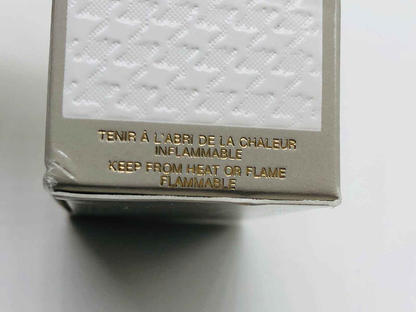 TENIR À L'ABRI DE LA CHALEUR
INFLAMMABLE
KEEP FROM HEAT OR FLAME
FLAMMABLE